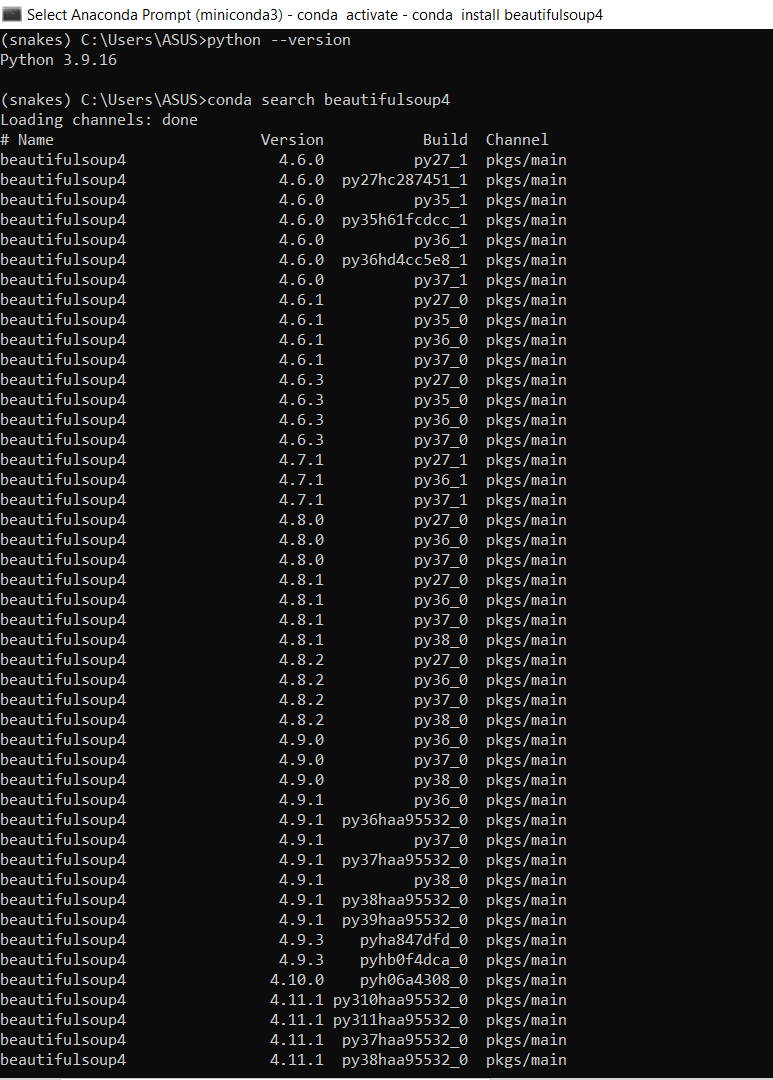 Select Anaconda Prompt (miniconda3) - conda  activate - conda  install beautifulsoup4
(snakes) C:\Users\ASUS>python --version
Python 3.9.16
(snakes) C:\Users\ASUS>conda search beautifulsoup4
Loading channels: done
# Name                       Version           Build  Channel
beautifulsoup4                 4.6.0          py27_1  pkgs/main
beautifulsoup4                 4.6.0  py27hc287451_1  pkgs/main
beautifulsoup4                 4.6.0          py35_1  pkgs/main
beautifulsoup4                 4.6.0  py35h61fcdcc_1  pkgs/main
beautifulsoup4                 4.6.0          py36_1  pkgs/main
beautifulsoup4                 4.6.0  py36hd4cc5e8_1  pkgs/main
beautifulsoup4                 4.6.0          py37_1  pkgs/main
beautifulsoup4                 4.6.1          py27_0  pkgs/main
beautifulsoup4                 4.6.1          py35_0  pkgs/main
beautifulsoup4                 4.6.1          py36_0  pkgs/main
beautifulsoup4                 4.6.1          py37_0  pkgs/main
beautifulsoup4                 4.6.3          py27_0  pkgs/main
beautifulsoup4                 4.6.3          py35_0  pkgs/main
beautifulsoup4                 4.6.3          py36_0  pkgs/main
beautifulsoup4                 4.6.3          py37_0  pkgs/main
beautifulsoup4                 4.7.1          py27_1  pkgs/main
beautifulsoup4                 4.7.1          py36_1  pkgs/main
beautifulsoup4                 4.7.1          py37_1  pkgs/main
beautifulsoup4                 4.8.0          py27_0  pkgs/main
beautifulsoup4                 4.8.0          py36_0  pkgs/main
beautifulsoup4                 4.8.0          py37_0  pkgs/main
beautifulsoup4                 4.8.1          py27_0  pkgs/main
beautifulsoup4                 4.8.1          py36_0  pkgs/main
beautifulsoup4                 4.8.1          py37_0  pkgs/main
beautifulsoup4                 4.8.1          py38_0  pkgs/main
beautifulsoup4                 4.8.2          py27_0  pkgs/main
beautifulsoup4                 4.8.2          py36_0  pkgs/main
beautifulsoup4                 4.8.2          py37_0  pkgs/main
beautifulsoup4                 4.8.2          py38_0  pkgs/main
beautifulsoup4                 4.9.0          py36_0  pkgs/main
beautifulsoup4                 4.9.0          py37_0  pkgs/main
beautifulsoup4                 4.9.0          py38_0  pkgs/main
beautifulsoup4                 4.9.1          py36_0  pkgs/main
beautifulsoup4                 4.9.1  py36haa95532_0  pkgs/main
beautifulsoup4                 4.9.1          py37_0  pkgs/main
beautifulsoup4                 4.9.1  py37haa95532_0  pkgs/main
beautifulsoup4                 4.9.1          py38_0  pkgs/main
beautifulsoup4                 4.9.1  py38haa95532_0  pkgs/main
beautifulsoup4                 4.9.1  py39haa95532_0  pkgs/main
beautifulsoup4                 4.9.3    pyha847dfd_0  pkgs/main
beautifulsoup4                 4.9.3    pyhb0f4dca_0  pkgs/main
beautifulsoup4                4.10.0    pyh06a4308_0  pkgs/main
beautifulsoup4                4.11.1 py310haa95532_0  pkgs/main
beautifulsoup4                4.11.1 py311haa95532_0  pkgs/main
beautifulsoup4                4.11.1  py37haa95532_0  pkgs/main
beautifulsoup4                4.11.1  py38haa95532_0  pkgs/main